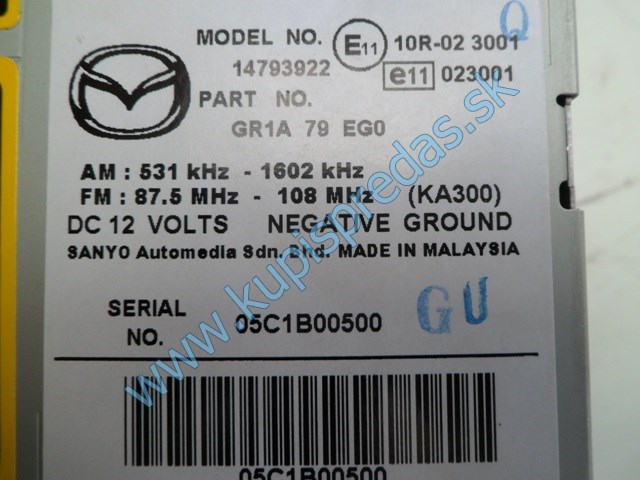 Q
MODEL NO. E11 10R-02 3001
14793922 e11 023001
PART NO.
GR1A 79 EG0
AM : 531 kHz - 1602 kHz
FM : 87.5 MHz - 108 MHz (KA300)
DC 12 VOLTS NEGATIVE GROUND
SANYO Automedia Sdn. Bhd. MADE IN MALAYSIA
SERIAL NO. 05C1B00500
GU
05C1B00500
www.kupispredas.sk